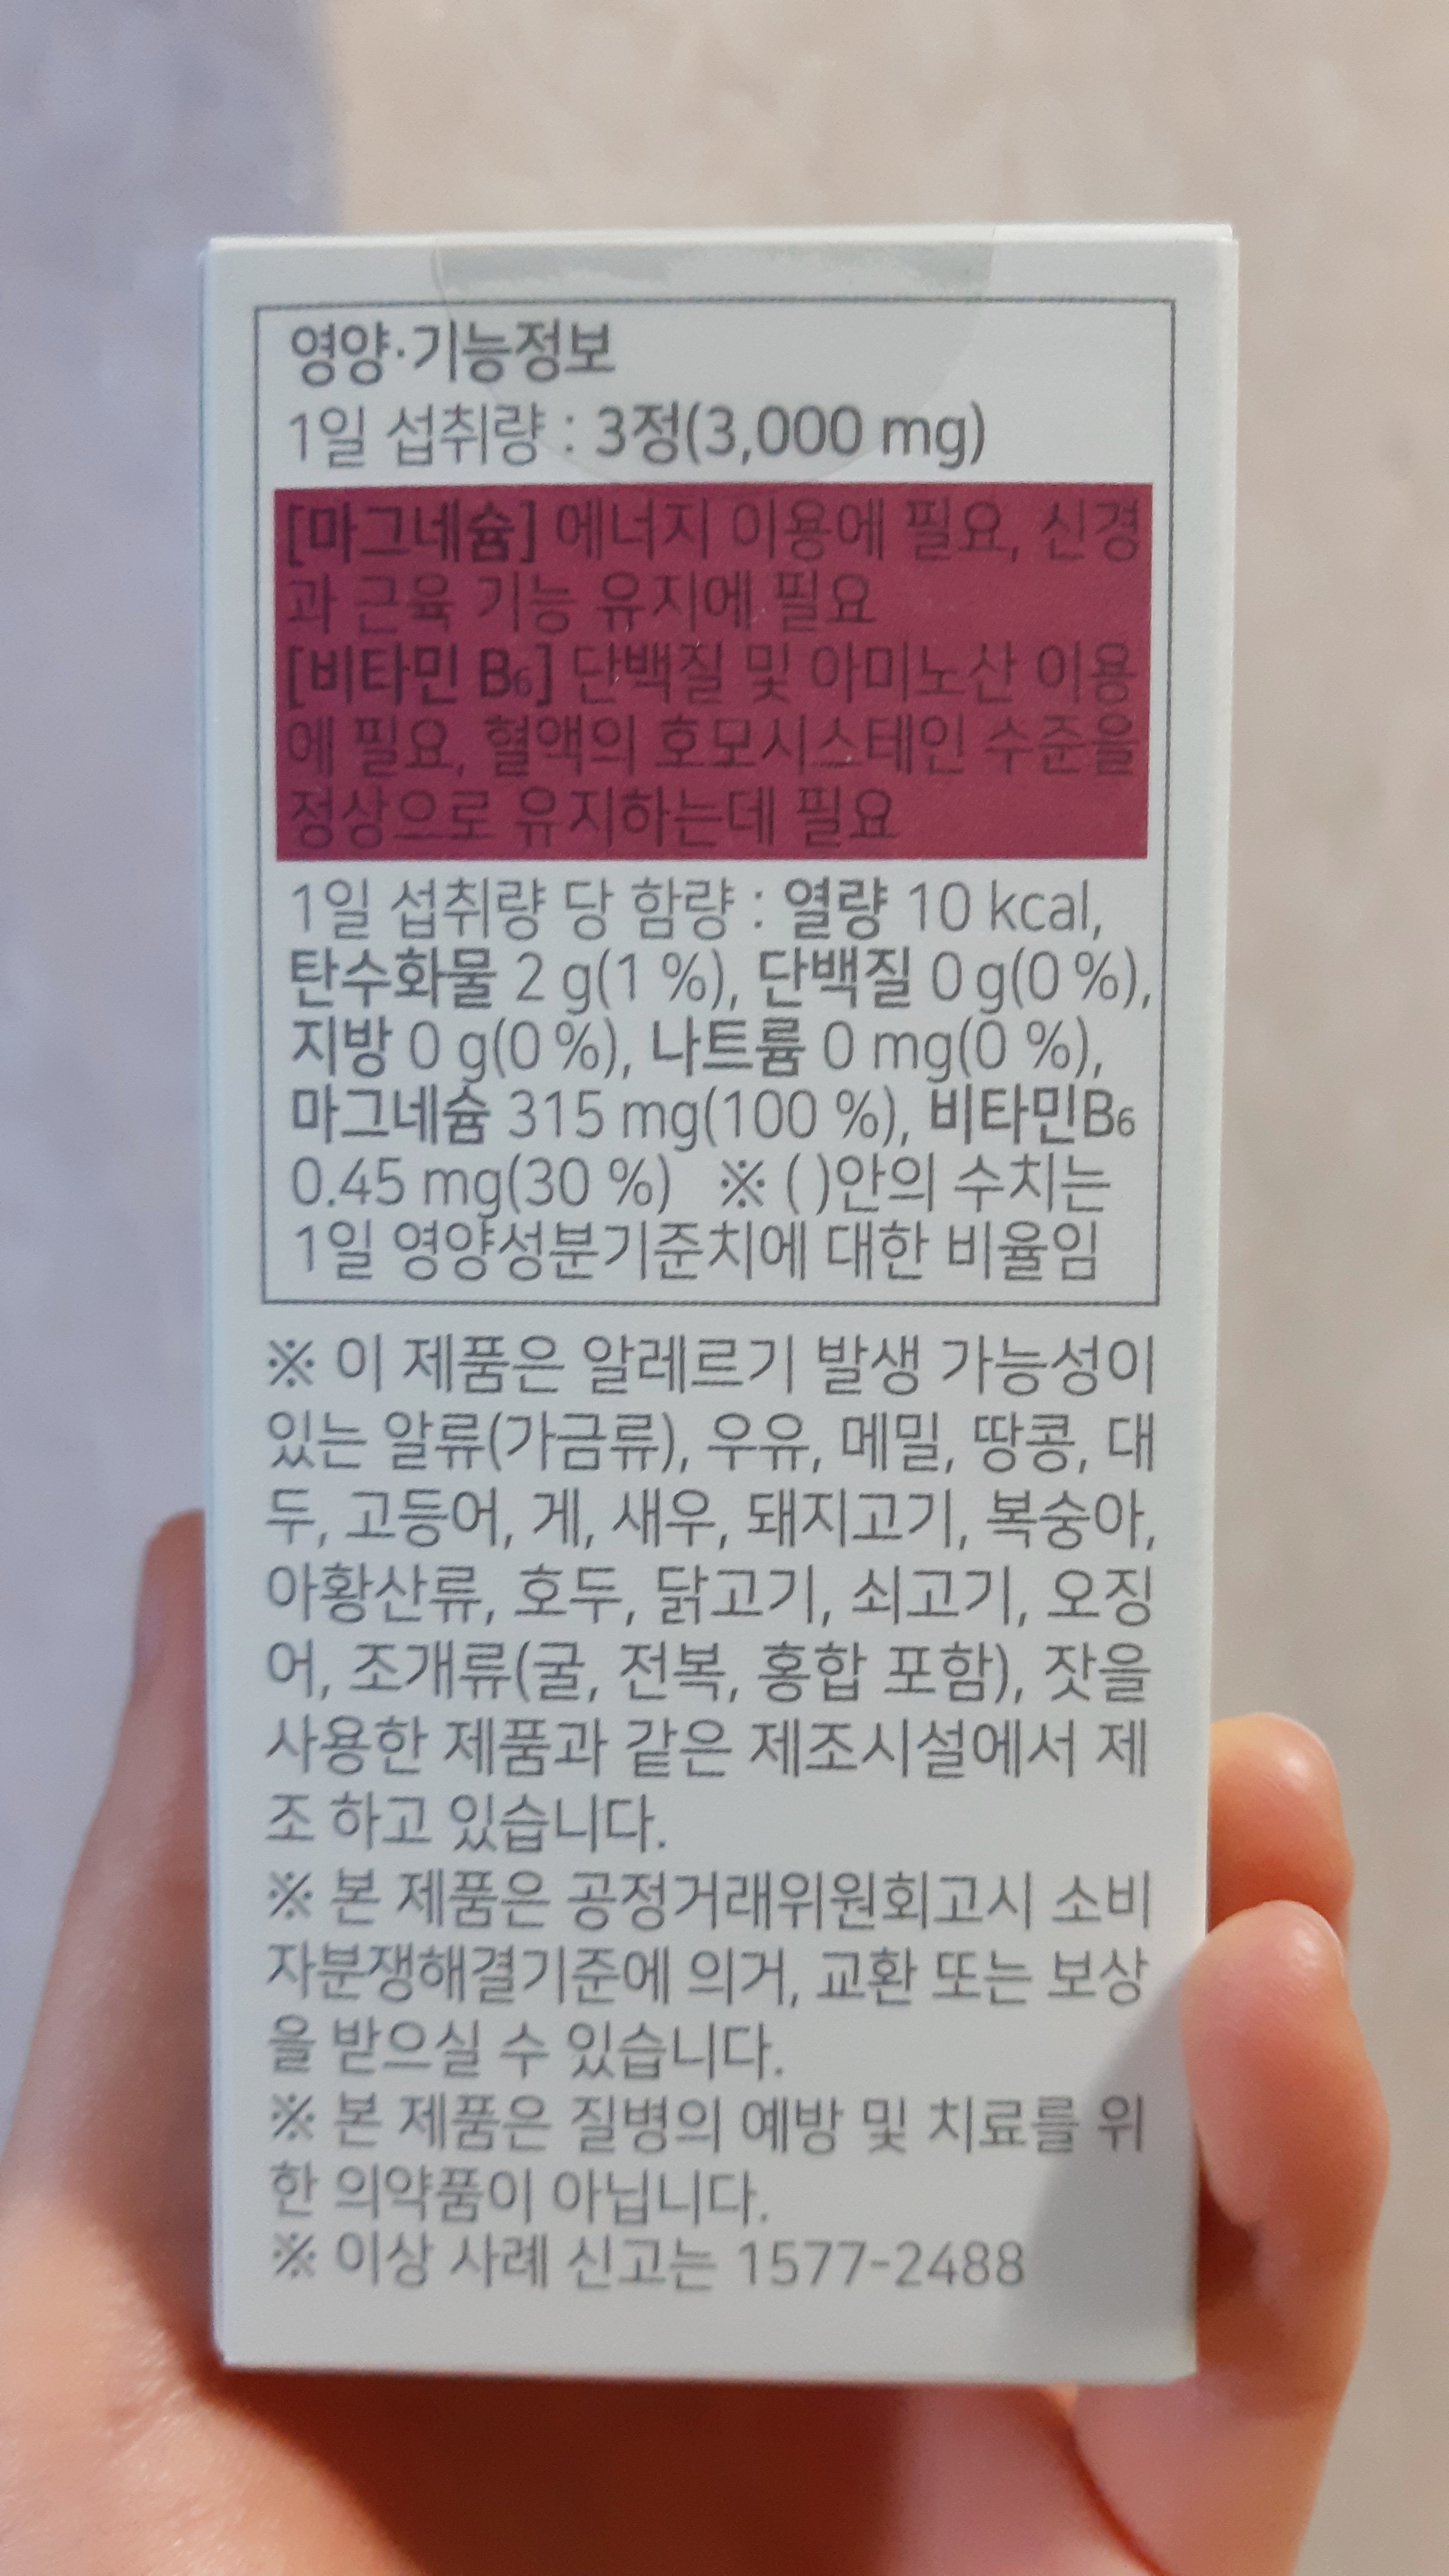 영양·기능정보
1일 섭취량 : 3정(3,000 mg)
[마그네슘] 에너지 이용에 필요, 신경
과 근육 기능 유지에 필요
[비타민 B₆] 단백질 및 아미노산 이용
에 필요, 혈액의 호모시스테인 수준을
정상으로 유지하는데 필요
1일 섭취량 당 함량 : 열량 10 kcal,
탄수화물 2 g(1 %), 단백질 0 g(0 %),
지방 0 g(0 %), 나트륨 0 mg(0 %),
마그네슘 315 mg(100 %), 비타민B₆
0.45 mg(30 %) ※ ( )안의 수치는
1일 영양성분기준치에 대한 비율임
※ 이 제품은 알레르기 발생 가능성이
있는 알류(가금류), 우유, 메밀, 땅콩, 대
두, 고등어, 게, 새우, 돼지고기, 복숭아,
아황산류, 호두, 닭고기, 쇠고기, 오징
어, 조개류(굴, 전복, 홍합 포함), 잣을
사용한 제품과 같은 제조시설에서 제
조 하고 있습니다.
※ 본 제품은 공정거래위원회고시 소비
자분쟁해결기준에 의거, 교환 또는 보상
을 받으실 수 있습니다.
※ 본 제품은 질병의 예방 및 치료를 위
한 의약품이 아닙니다.
※ 이상 사례 신고는 1577-2488